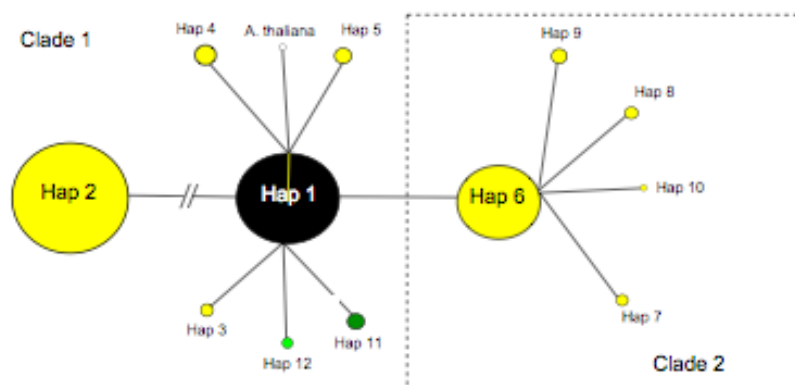 Clade 1
Hap 4
A. thaliana
Hap 5
Hap 9
Hap 8
Hap 2
//
Hap 1
Hap 6
Hap 10
Hap 3
Hap 12
Hap 11
Hap 7
Clade 2